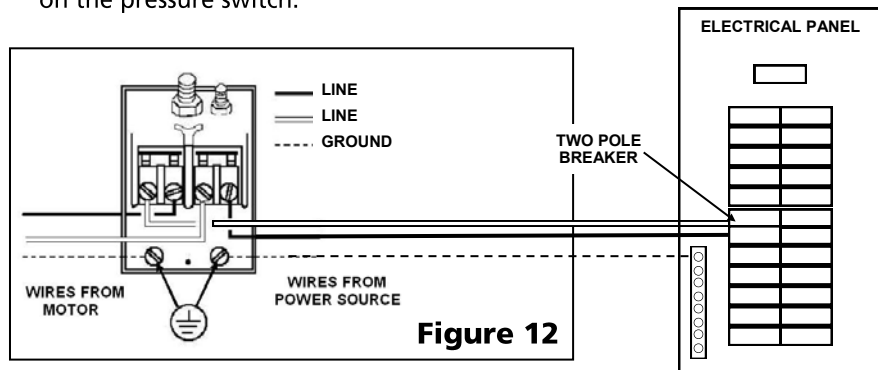 on the pressure switch.
ELECTRICAL PANEL
LINE
LINE
GROUND
TWO POLE
BREAKER
WIRES FROM
MOTOR
WIRES FROM
POWER SOURCE
Figure 12